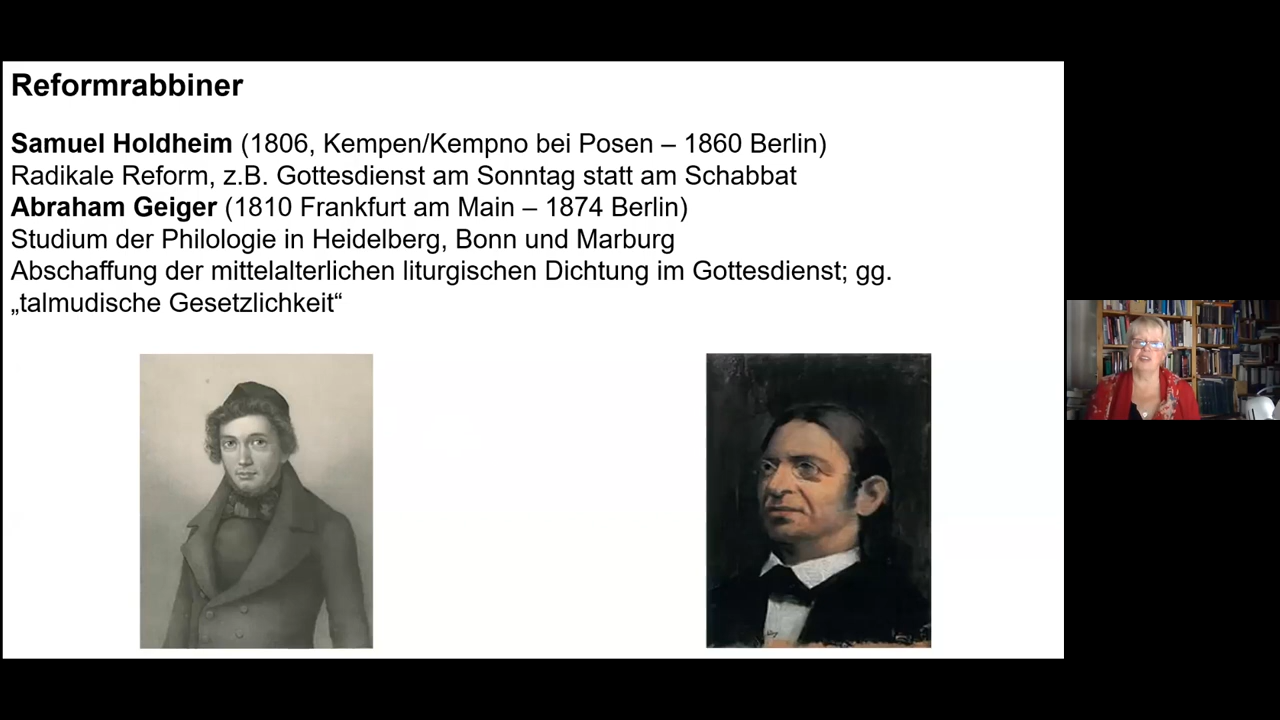 Reformrabbiner
Samuel Holdheim (1806, Kempen/Kempno bei Posen – 1860 Berlin)
Radikale Reform, z.B. Gottesdienst am Sonntag statt am Schabbat
Abraham Geiger (1810 Frankfurt am Main – 1874 Berlin)
Studium der Philologie in Heidelberg, Bonn und Marburg
Abschaffung der mittelalterlichen liturgischen Dichtung im Gottesdienst; gg.
„talmudische Gesetzlichkeit“